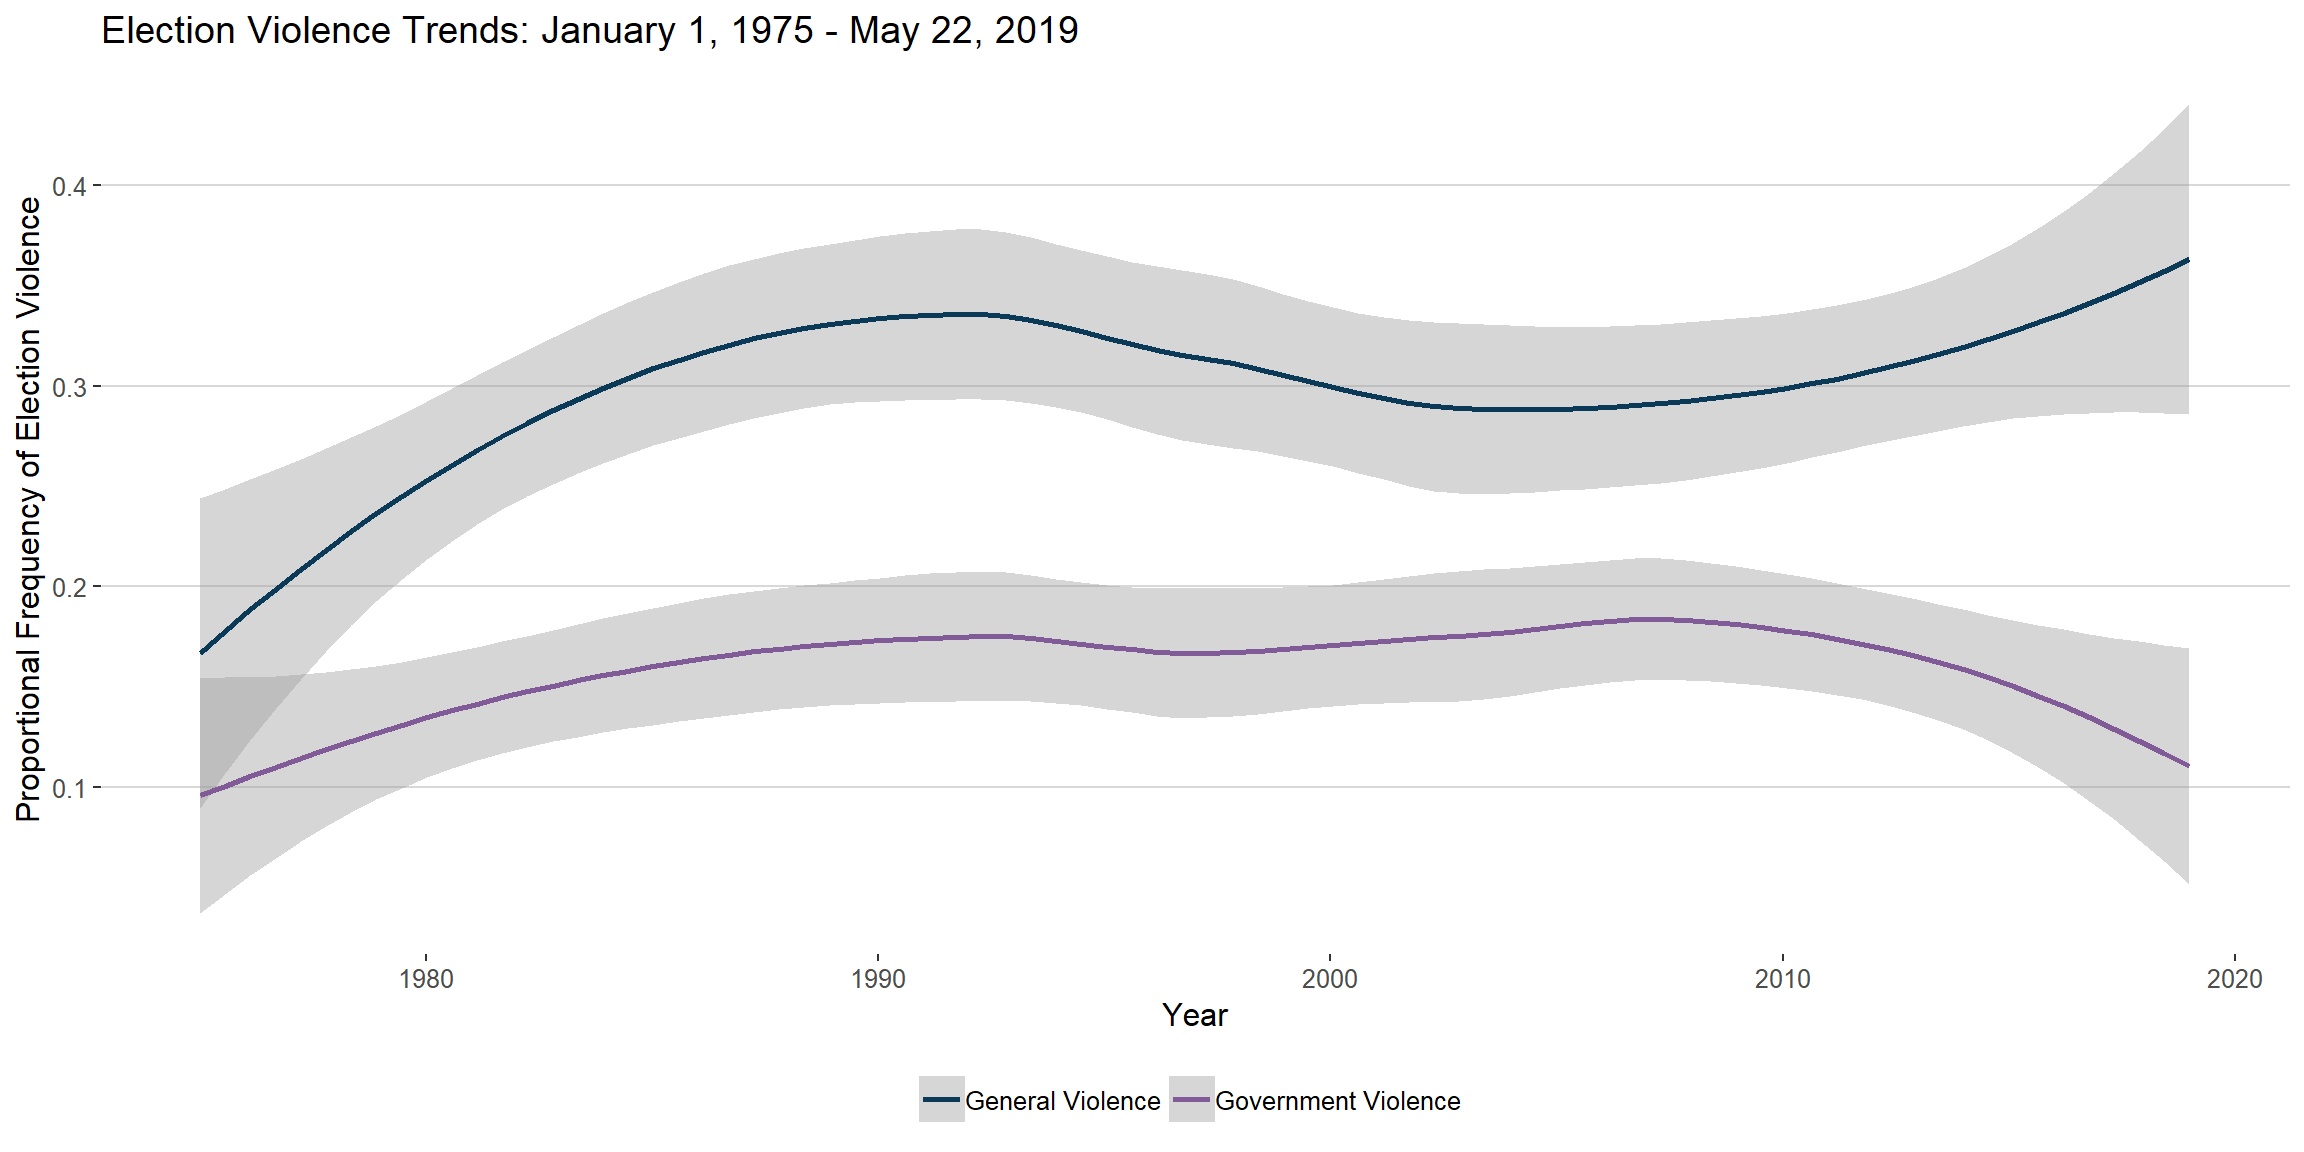 Election Violence Trends: January 1, 1975 - May 22, 2019
Proportional Frequency of Election Violence
0.4
0.3
0.2
0.1
1980 1990 2000 2010 2020
Year
General Violence Government Violence